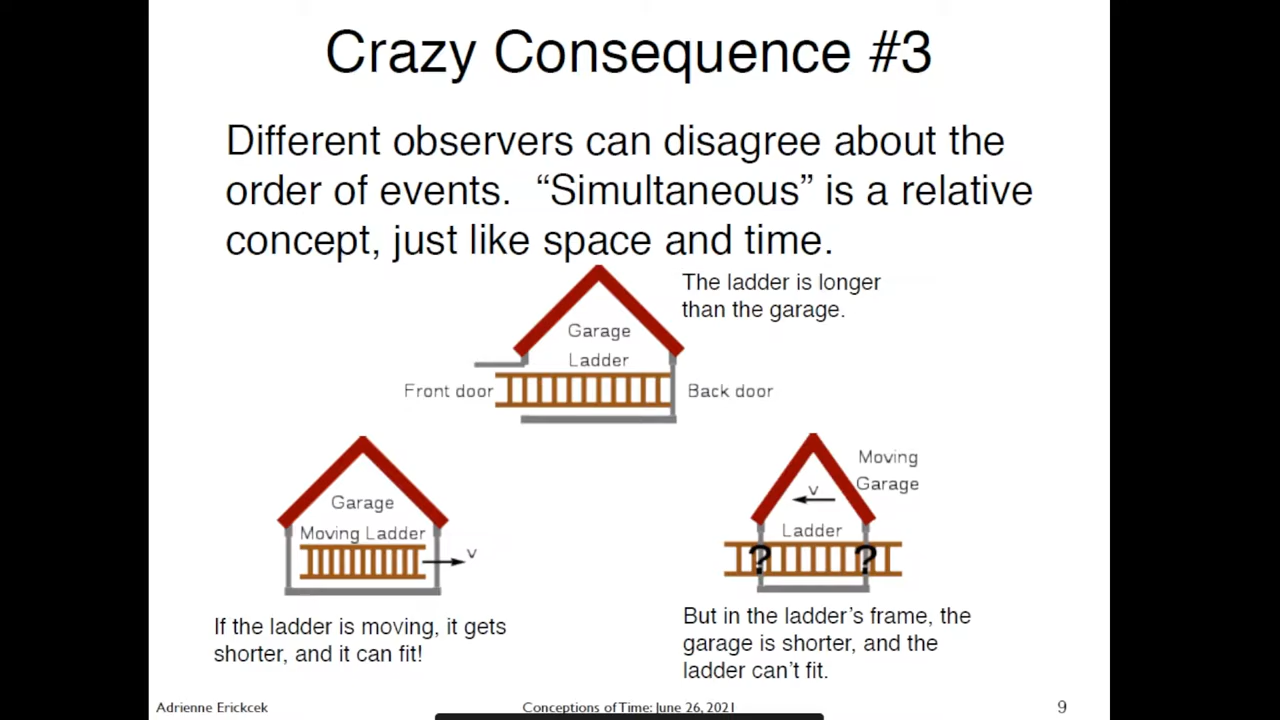 Crazy Consequence #3
Different observers can disagree about the
order of events. “Simultaneous” is a relative
concept, just like space and time.
The ladder is longer
than the garage.
Garage
Ladder
Front door
Back door
Garage
Moving Ladder
v
If the ladder is moving, it gets
shorter, and it can fit!
Moving
Garage
v
Ladder
? ?
But in the ladder’s frame, the
garage is shorter, and the
ladder can’t fit.
Adrienne Erickcek
Conceptions of Time: June 26, 2021
9